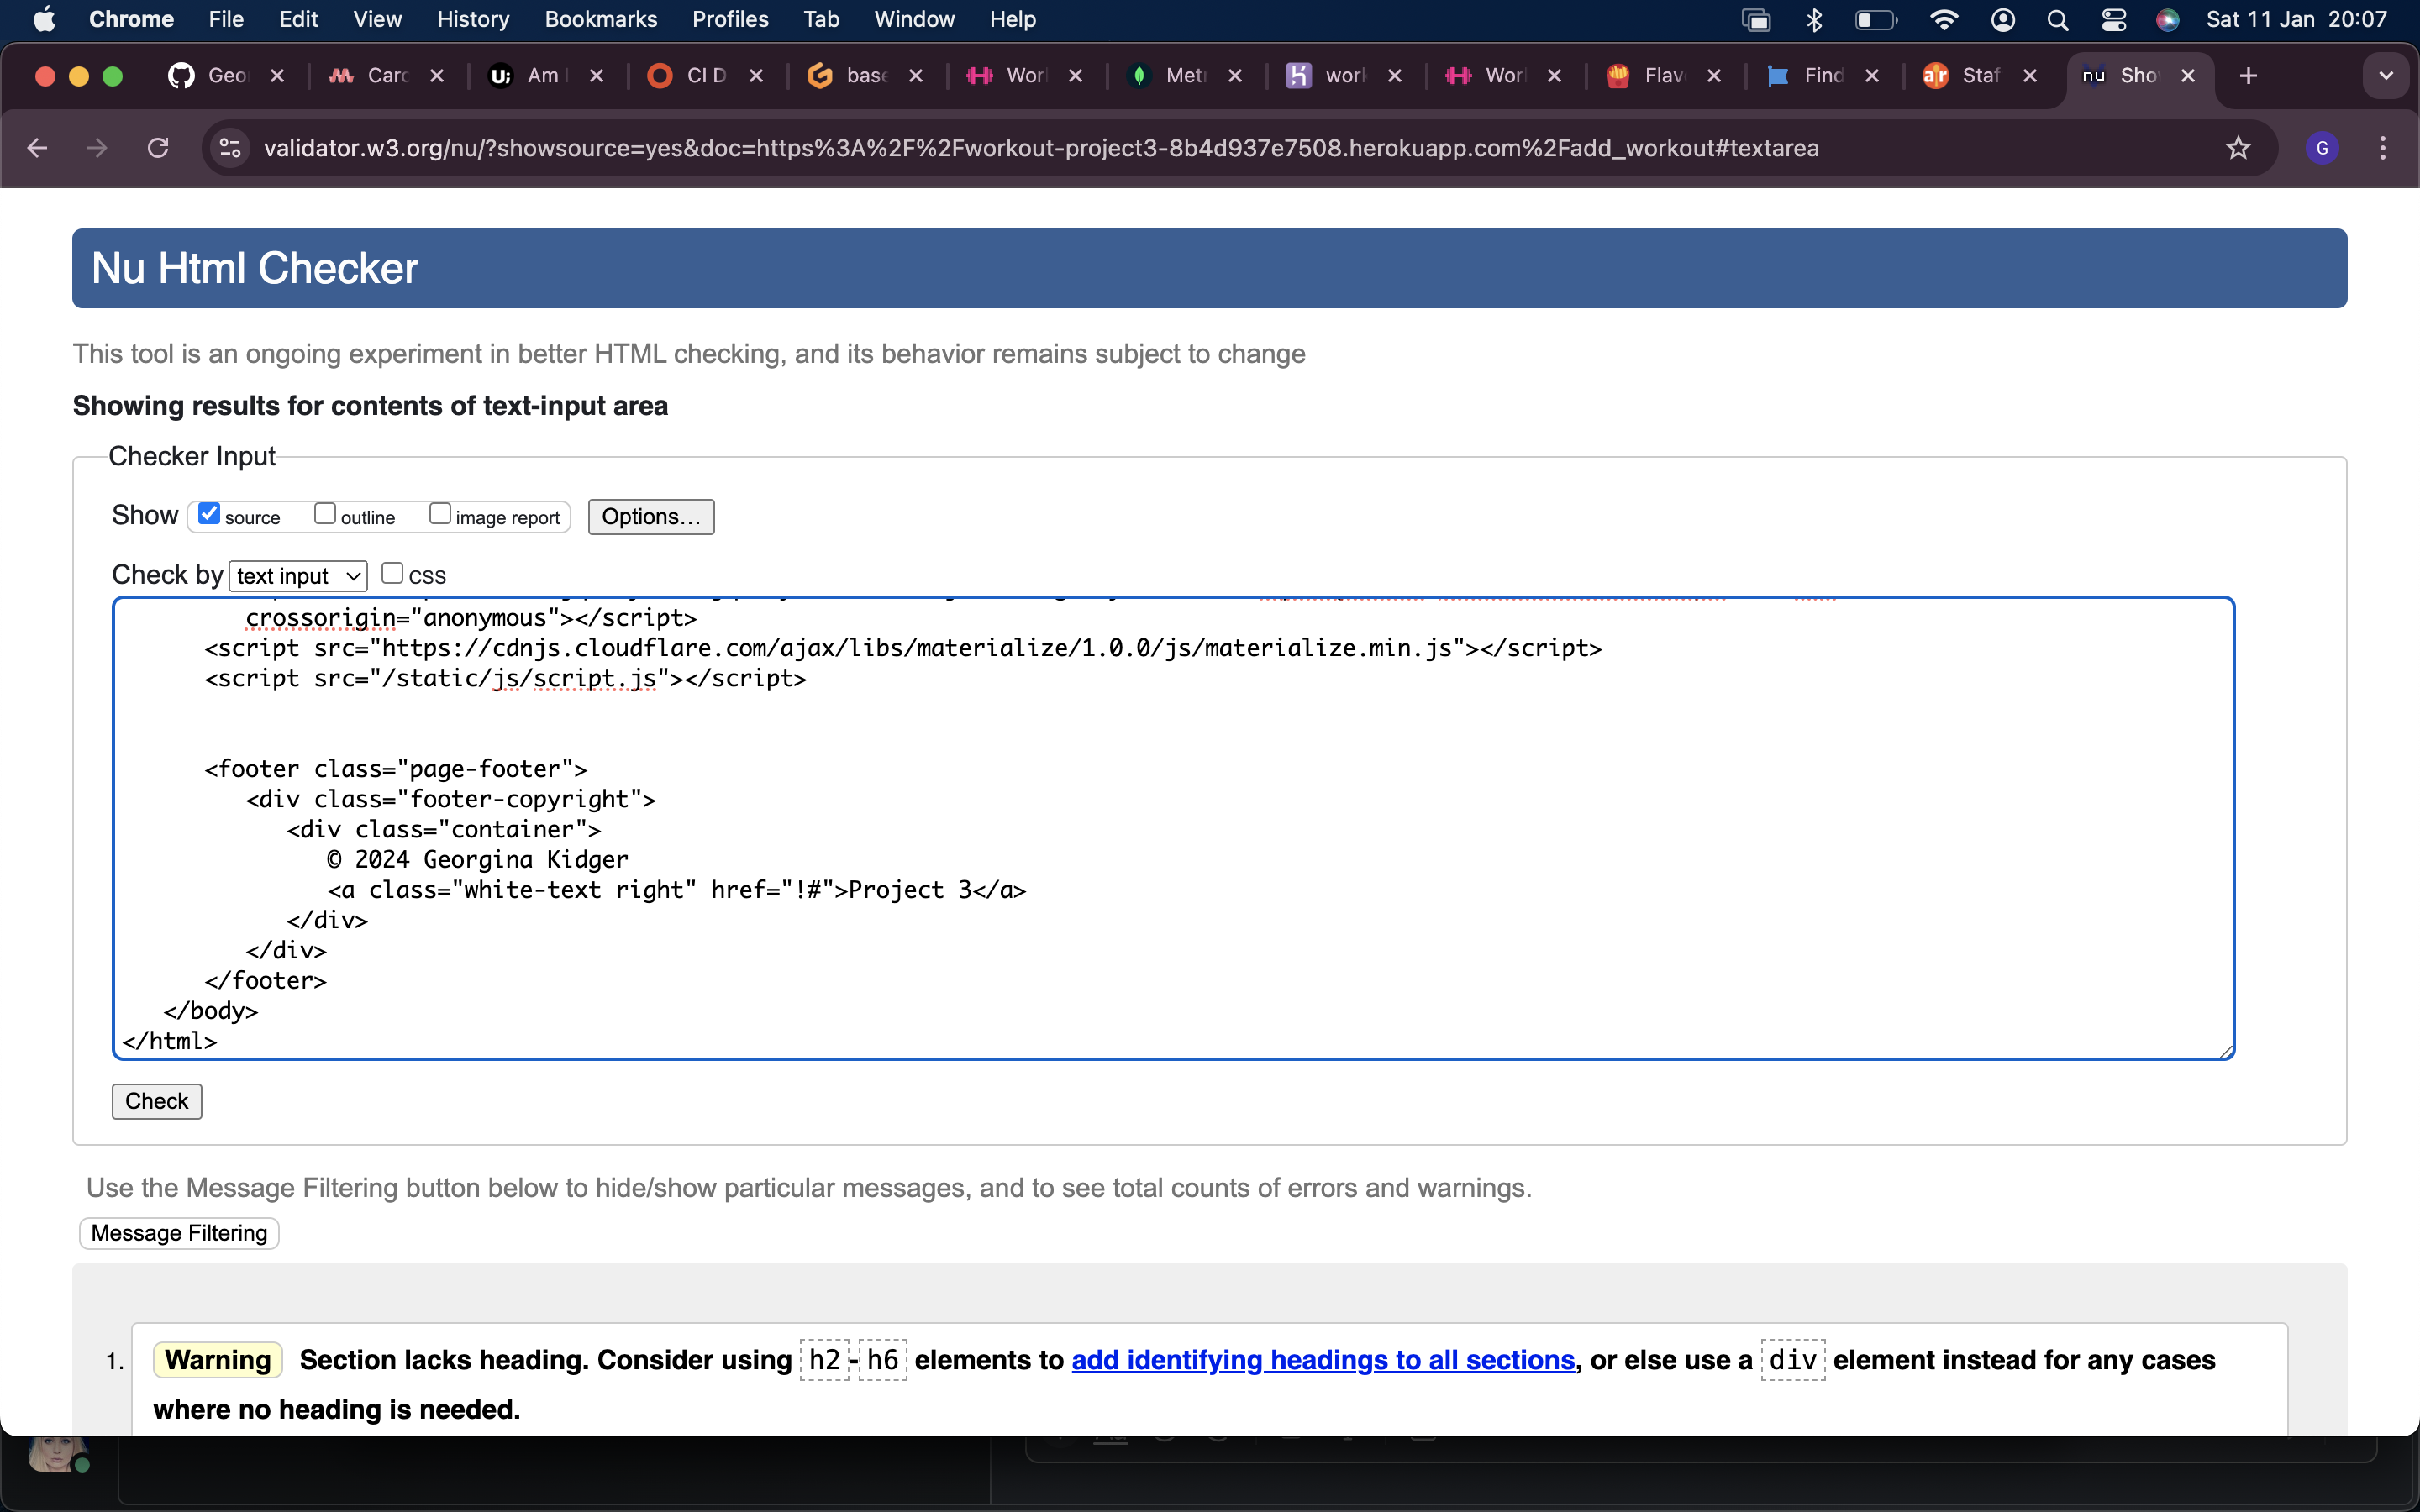 Chrome File Edit View History Bookmarks Profiles Tab Window Help Sat 11 Jan 20:07
Geo Caro Am CI D base Wor Metr work Wor Flav Find Staf nu Sho
validator.w3.org/nu/?showsource=yes&doc=https%3A%2F%2Fworkout-project3-8b4d937e7508.herokuapp.com%2Fadd_workout#textarea G
Nu Html Checker
This tool is an ongoing experiment in better HTML checking, and its behavior remains subject to change
Showing results for contents of text-input area
Checker Input
Show source outline image report Options...
Check by text input CSS
crossorigin="anonymous"></script>
<script src="https://cdnjs.cloudflare.com/ajax/libs/materialize/1.0.0/js/materialize.min.js"></script>
<script src="/static/js/script.js"></script>
<footer class="page-footer">
<div class="footer-copyright">
<div class="container">
© 2024 Georgina Kidger
<a class="white-text right" href="!#">Project 3</a>
</div>
</div>
</footer>
</body>
</html>
Check
Use the Message Filtering button below to hide/show particular messages, and to see total counts of errors and warnings.
Message Filtering
1. Warning Section lacks heading. Consider using h2-h6 elements to add identifying headings to all sections, or else use a div element instead for any cases
where no heading is needed.